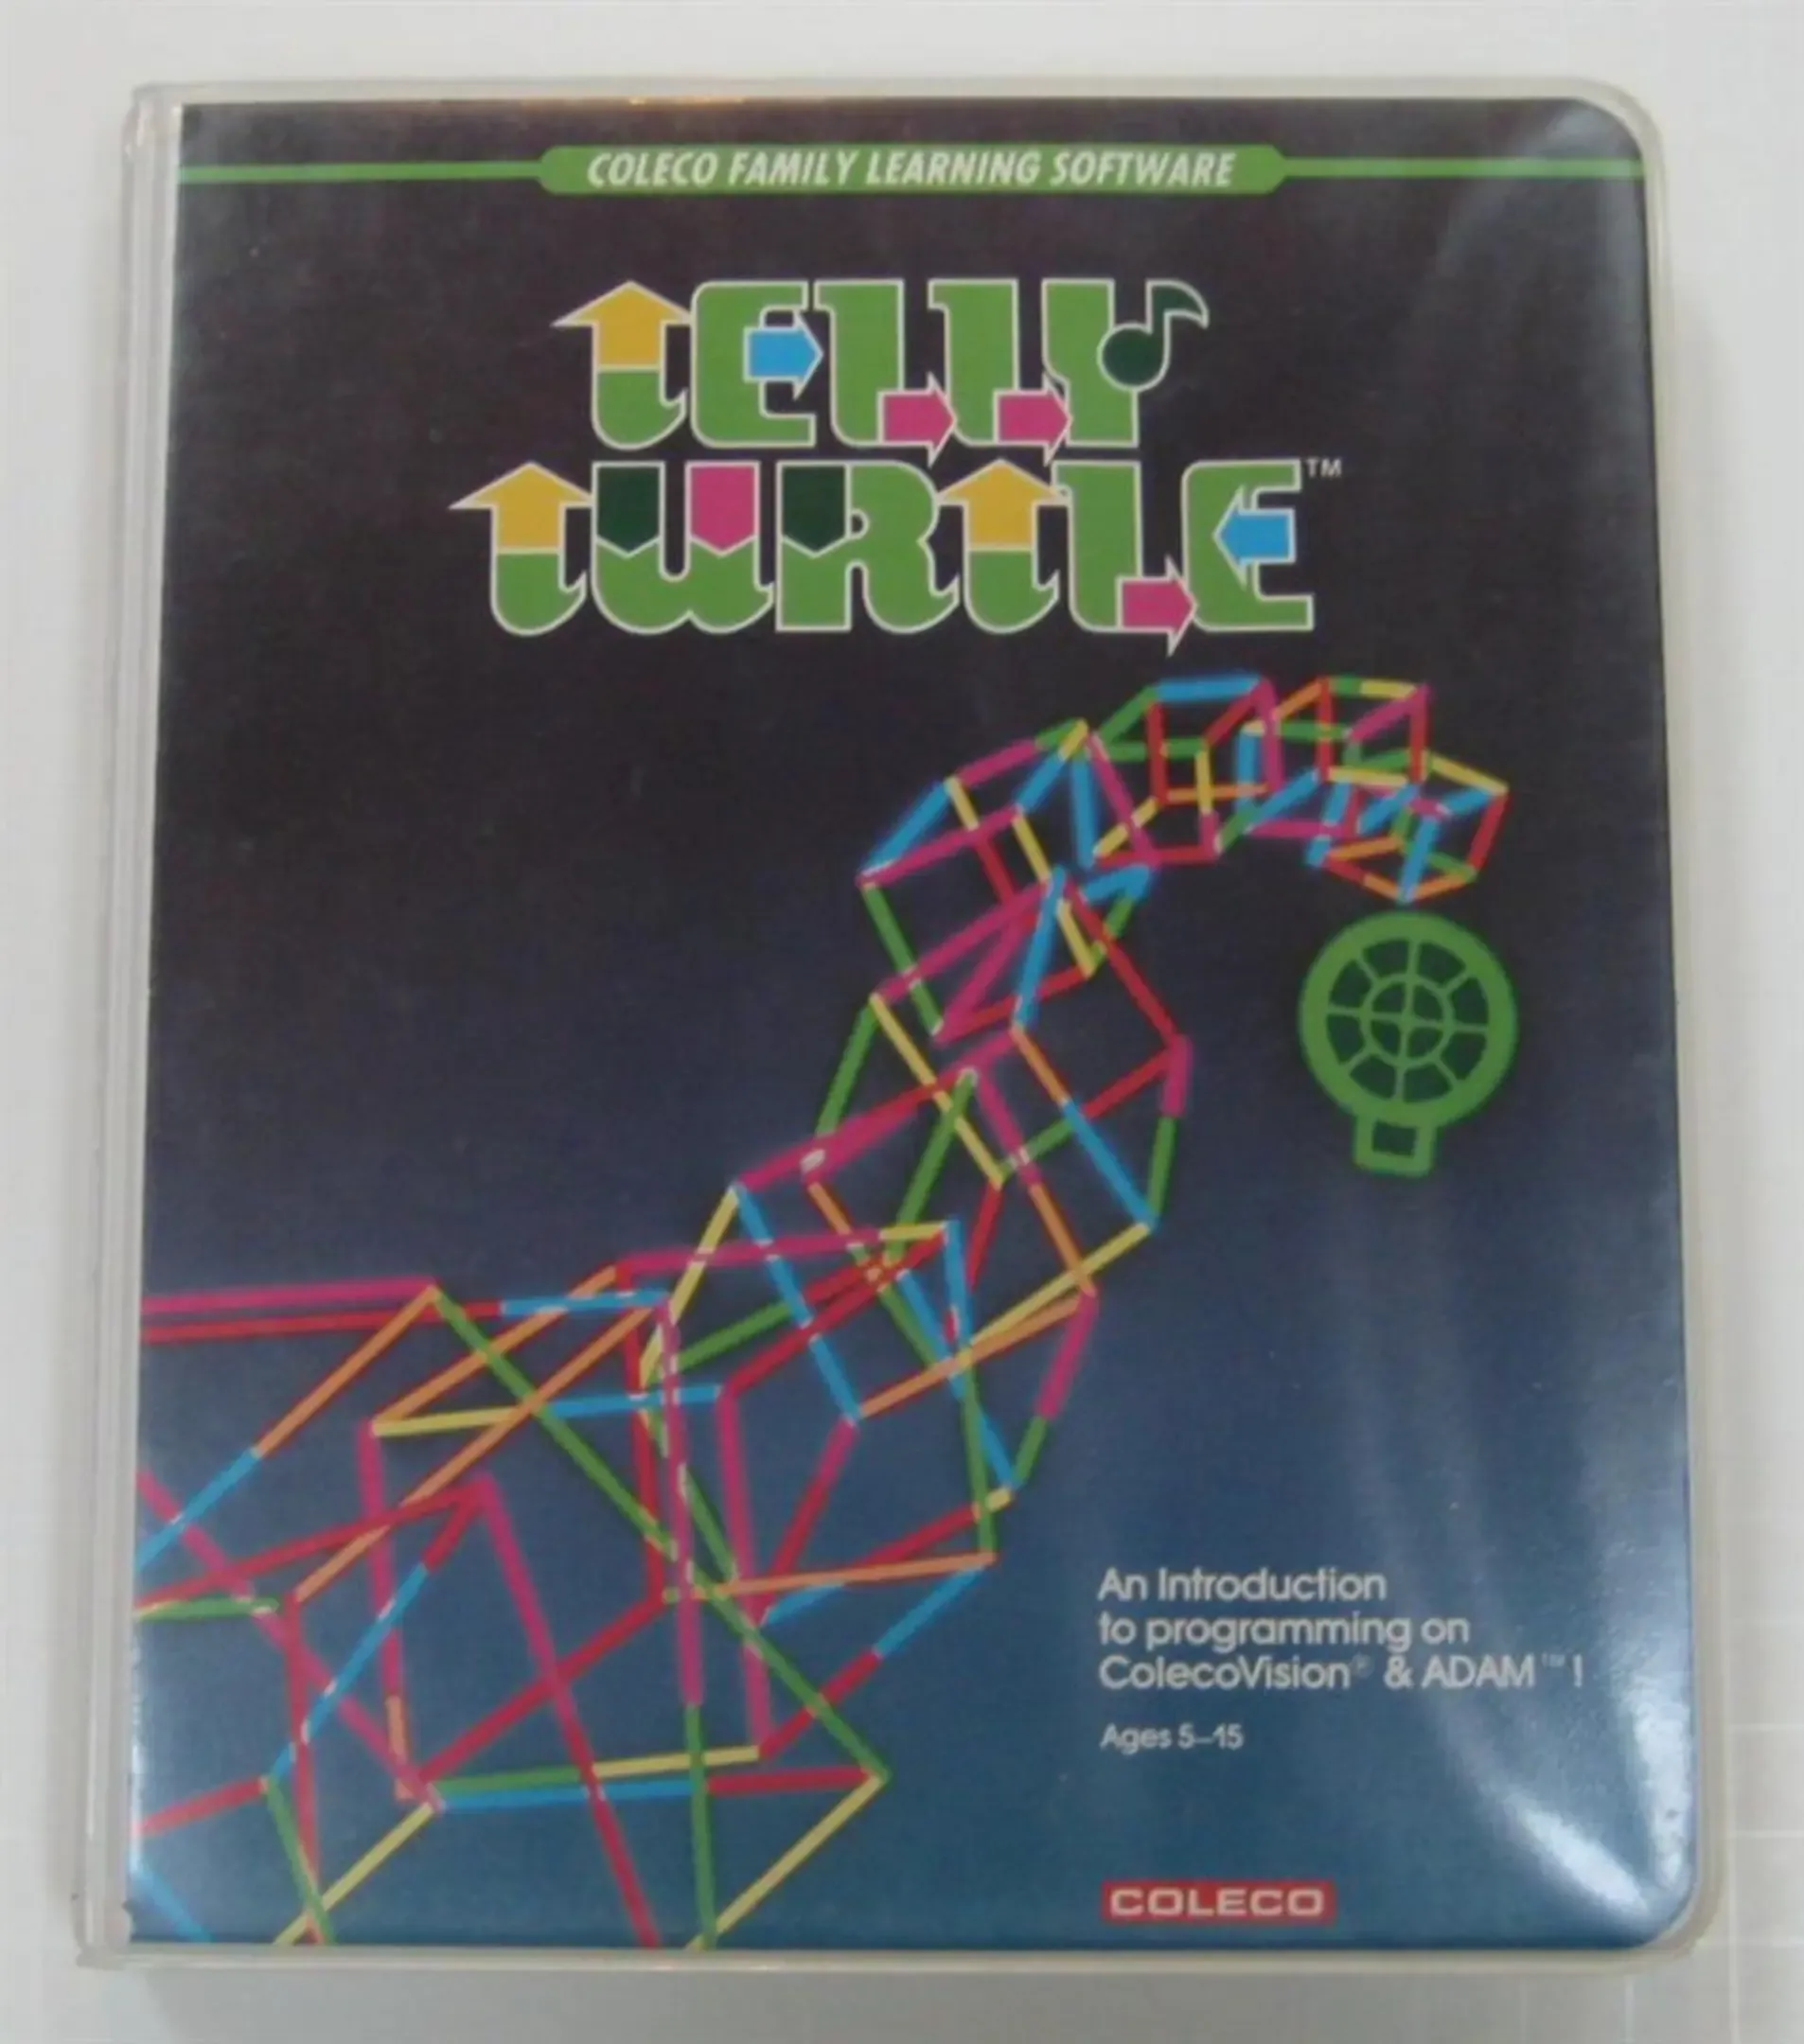 COLECO FAMILY LEARNING SOFTWARE
tELLY
tURtLE™
An Introduction
to programming on
ColecoVision® & ADAM™!
Ages 5–15
COLECO